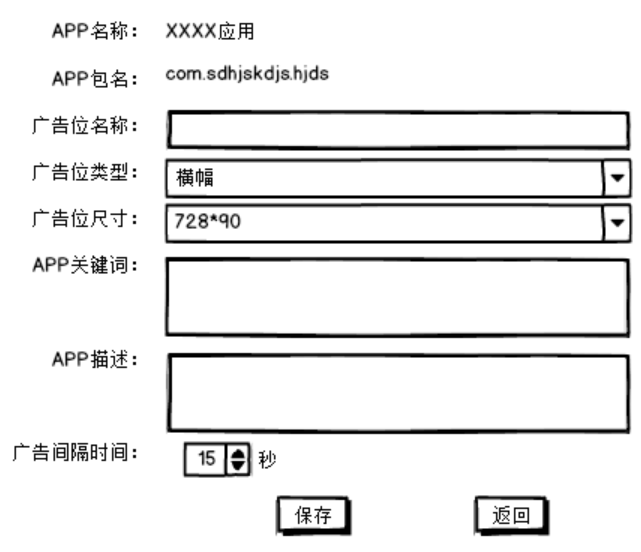 APP名称： XXXX应用
APP包名： com.sdhjskdjs.hjds
广告位名称：
广告位类型： 横幅
广告位尺寸： 728*90
APP关键词：
APP描述：
广告间隔时间： 15 秒
保存 返回